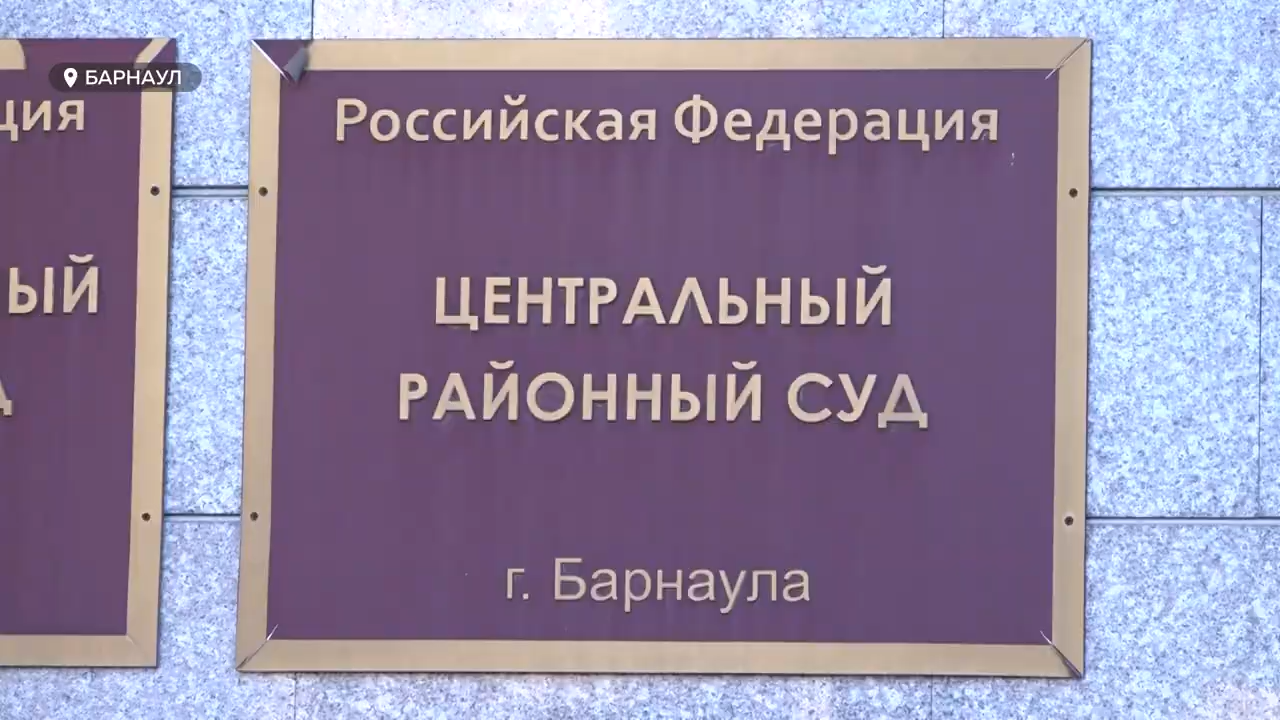 БАРНАУЛ
Российская Федерация
ЦЕНТРАЛЬНЫЙ
РАЙОННЫЙ СУД
г. Барнаула